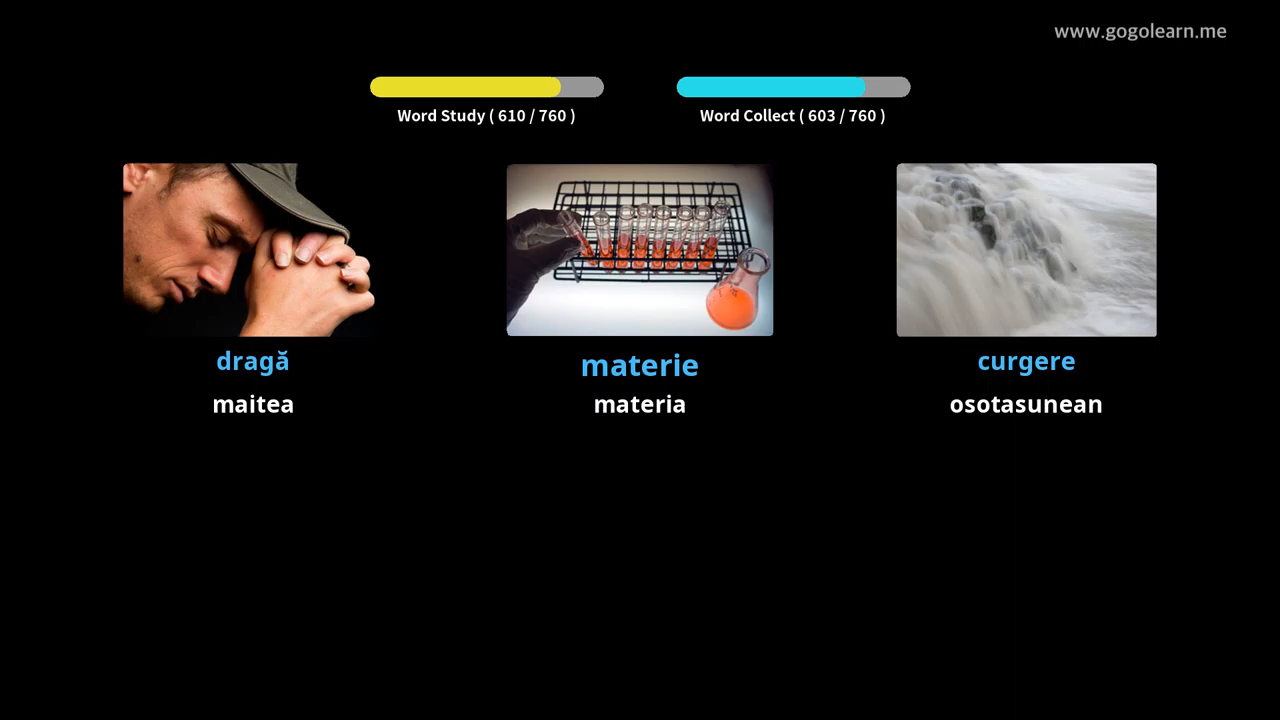 www.gogolearn.me
Word Study ( 610 / 760 )
Word Collect ( 603 / 760 )
dragă
materie
curgere
maitea
materia
osotasunean